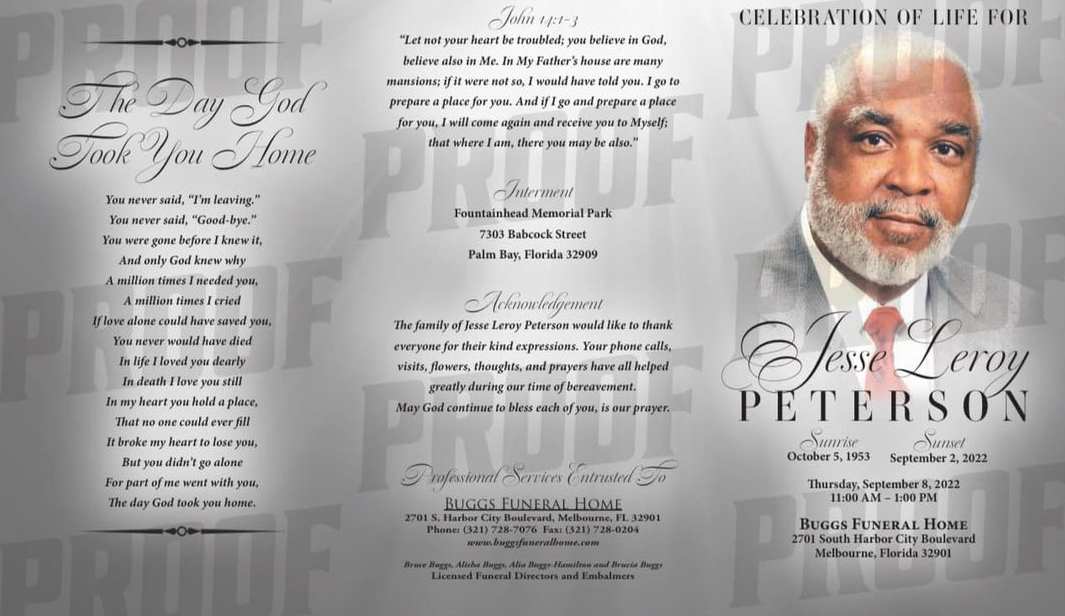 The Day God
Took You Home
You never said, “I’m leaving.”
You never said, “Good-bye.”
You were gone before I knew it,
And only God knew why
A million times I needed you,
A million times I cried
If love alone could have saved you,
You never would have died
In life I loved you dearly
In death I love you still
In my heart you hold a place,
That no one could ever fill
It broke my heart to lose you,
But you didn’t go alone
For part of me went with you,
The day God took you home.
John 14:1-3
“Let not your heart be troubled; you believe in God,
believe also in Me. In My Father’s house are many
mansions; if it were not so, I would have told you. I go to
prepare a place for you. And if I go and prepare a place
for you, I will come again and receive you to Myself;
that where I am, there you may be also.”
Interment
Fountainhead Memorial Park
7303 Babcock Street
Palm Bay, Florida 32909
Acknowledgement
The family of Jesse Leroy Peterson would like to thank
everyone for their kind expressions. Your phone calls,
visits, flowers, thoughts, and prayers have all helped
greatly during our time of bereavement.
May God continue to bless each of you, is our prayer.
Professional Services Entrusted To
BUGGS FUNERAL HOME
2701 S. Harbor City Boulevard, Melbourne, FL 32901
Phone: (321) 728-7076 Fax: (321) 728-0204
www.buggsfuneralhome.com
Bruce Buggs, Alisha Buggs, Alia Buggs-Hamilton and Brucia Buggs
Licensed Funeral Directors and Embalmers
CELEBRATION OF LIFE FOR
Jesse Leroy
PETERSON
Sunrise Sunset
October 5, 1953 September 2, 2022
Thursday, September 8, 2022
11:00 AM – 1:00 PM
BUGGS FUNERAL HOME
2701 South Harbor City Boulevard
Melbourne, Florida 32901
PROOF
PROOF
PROOF
PROOF
PROOF
PROOF
PROOF
PROOF